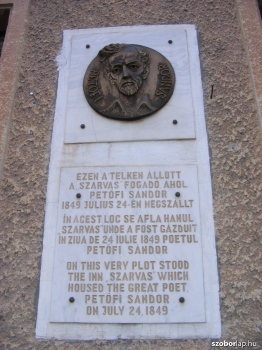 EZEN A TELKEN ÁLLOTT
A „SZARVAS” FOGADÓ, AHOL
PETŐFI SÁNDOR
1849 JÚLIUS 24-ÉN MEGSZÁLLT
ÎN ACEST LOC SE AFLA HANUL
„SZARVAS” UNDE A FOST GĂZDUIT
ÎN ZIUA DE 24 IULIE 1849 POETUL
PETŐFI SÁNDOR
ON THIS VERY PLOT STOOD
THE INN „SZARVAS” WHICH
HOUSED THE GREAT POET
PETŐFI SÁNDOR
ON JULY 24. 1849
szoborlap.hu